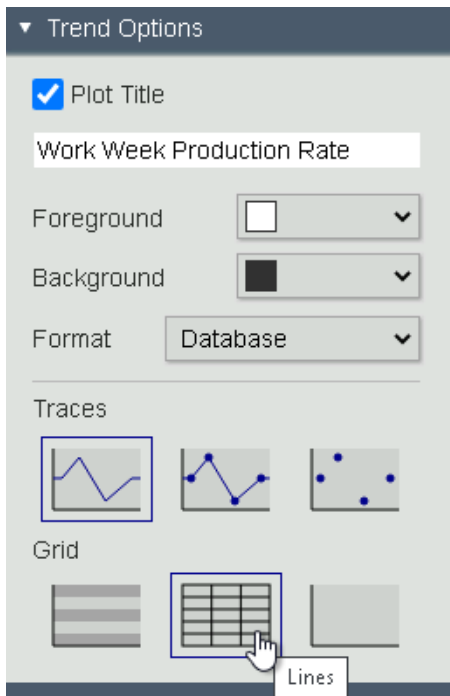 Trend Options
Plot Title
Work Week Production Rate
Foreground
Background
Format Database
Traces
Grid
Lines